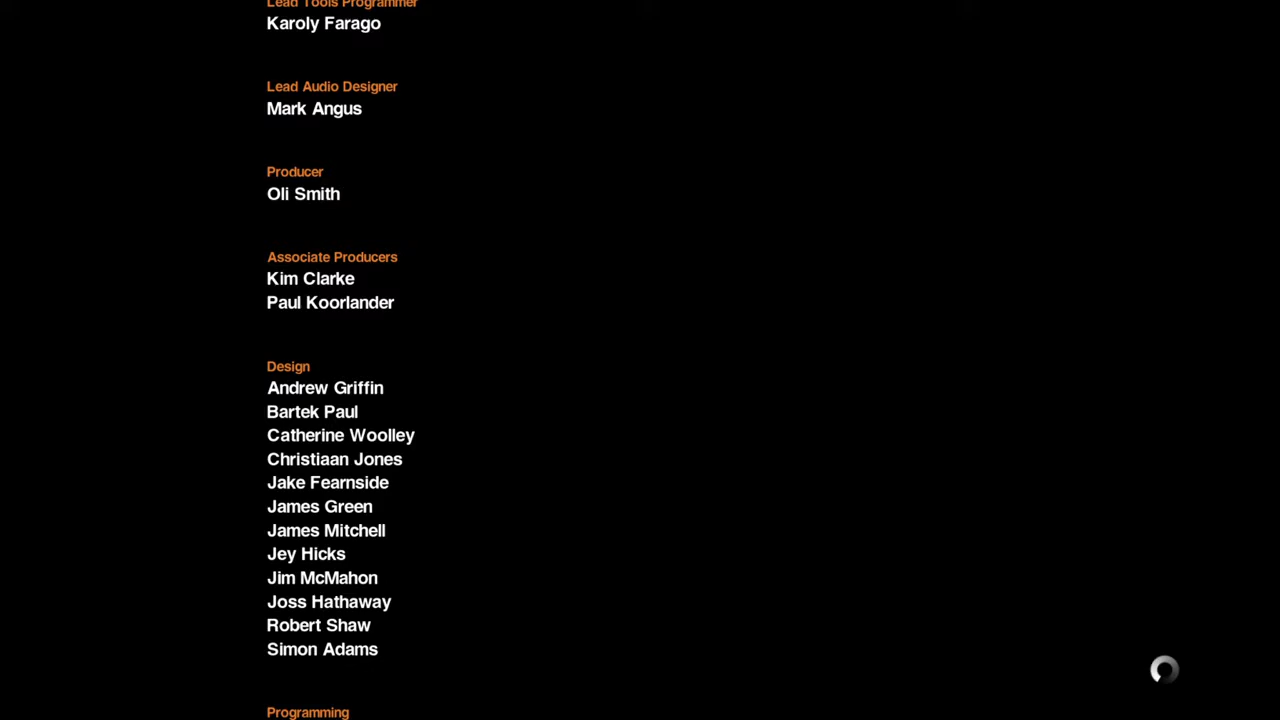 Lead Tools Programmer
Karoly Farago
Lead Audio Designer
Mark Angus
Producer
Oli Smith
Associate Producers
Kim Clarke
Paul Koorlander
Design
Andrew Griffin
Bartek Paul
Catherine Woolley
Christiaan Jones
Jake Fearnside
James Green
James Mitchell
Jey Hicks
Jim McMahon
Joss Hathaway
Robert Shaw
Simon Adams
Programming